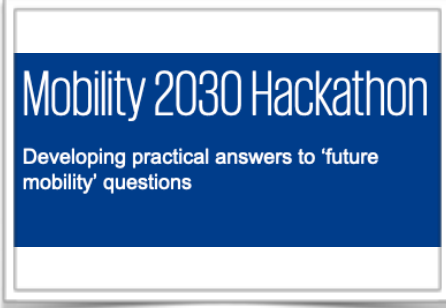 Mobility 2030 Hackathon
Developing practical answers to ‘future
mobility’ questions